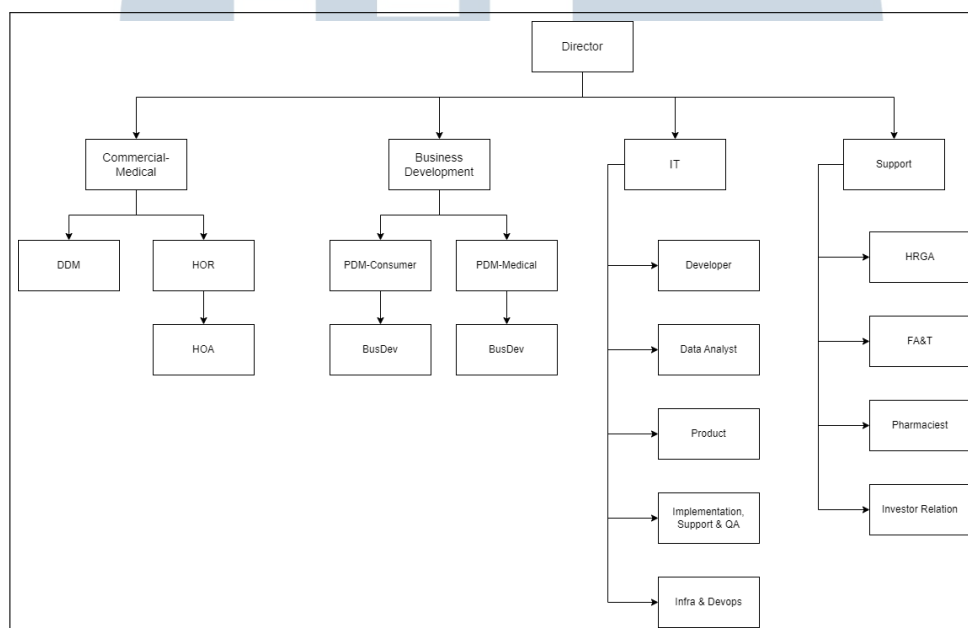 Director
Commercial-
Medical
Business
Development
IT
Support
DDM
HOR
PDM-Consumer
PDM-Medical
Developer
HRGA
HOA
BusDev
BusDev
Data Analyst
FA&T
Product
Pharmaciest
Implementation,
Support & QA
Investor Relation
Infra & Devops